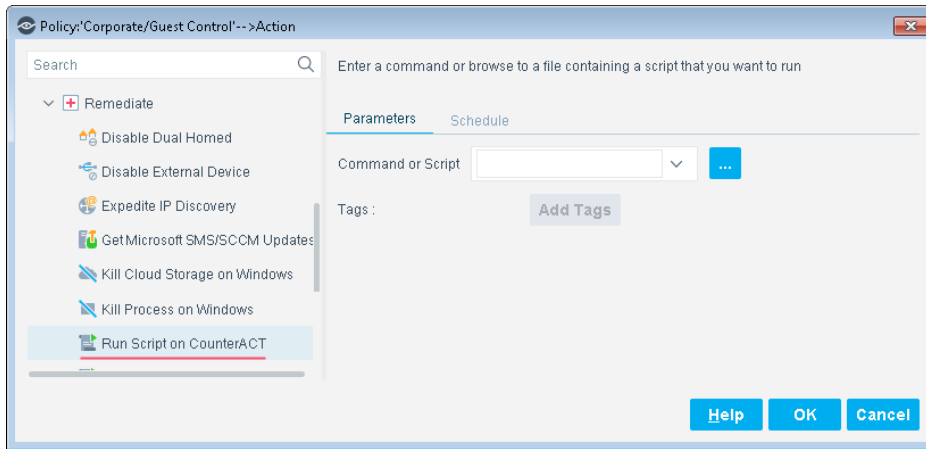 Policy:'Corporate/Guest Control'-->Action
Search
Remediate
Disable Dual Homed
Disable External Device
Expedite IP Discovery
Get Microsoft SMS/SCCM Updates
Kill Cloud Storage on Windows
Kill Process on Windows
Run Script on CounterACT
Enter a command or browse to a file containing a script that you want to run
Parameters Schedule
Command or Script ...
Tags : Add Tags
Help OK Cancel